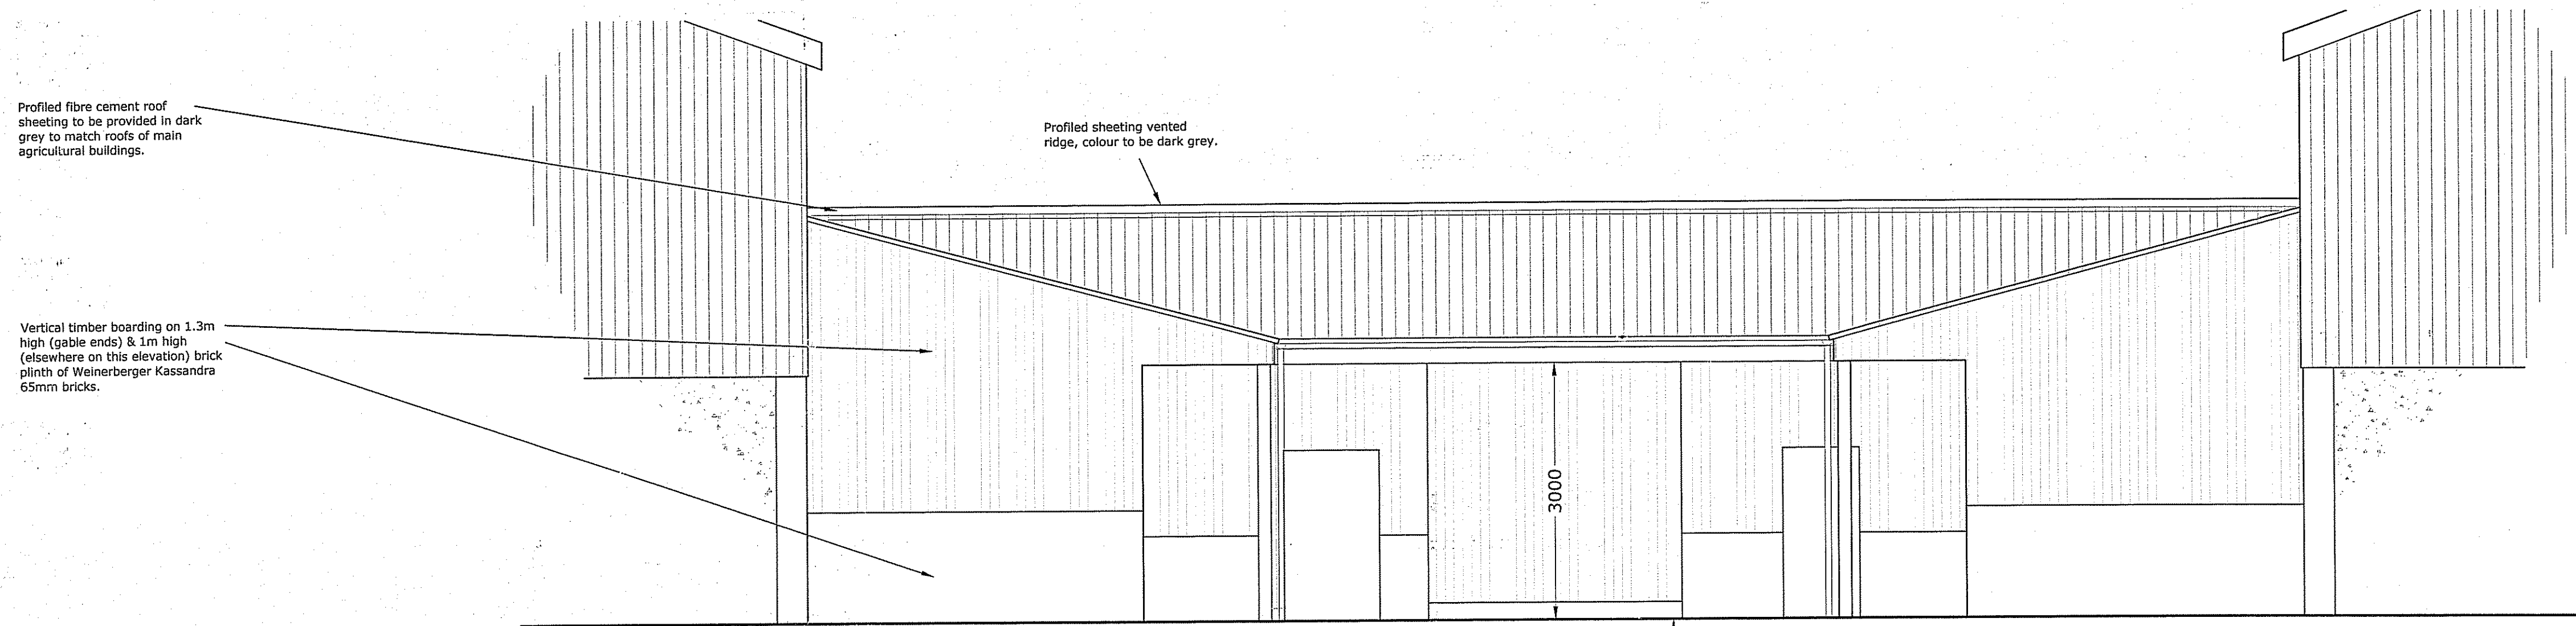 Profiled fibre cement roof
sheeting to be provided in dark
grey to match roofs of main
agricultural buildings.
Profiled sheeting vented
ridge, colour to be dark grey.
Vertical timber boarding on 1.3m
high (gable ends) & 1m high
(elsewhere on this elevation) brick
plinth of Weinerberger Kassandra
65mm bricks.
3000